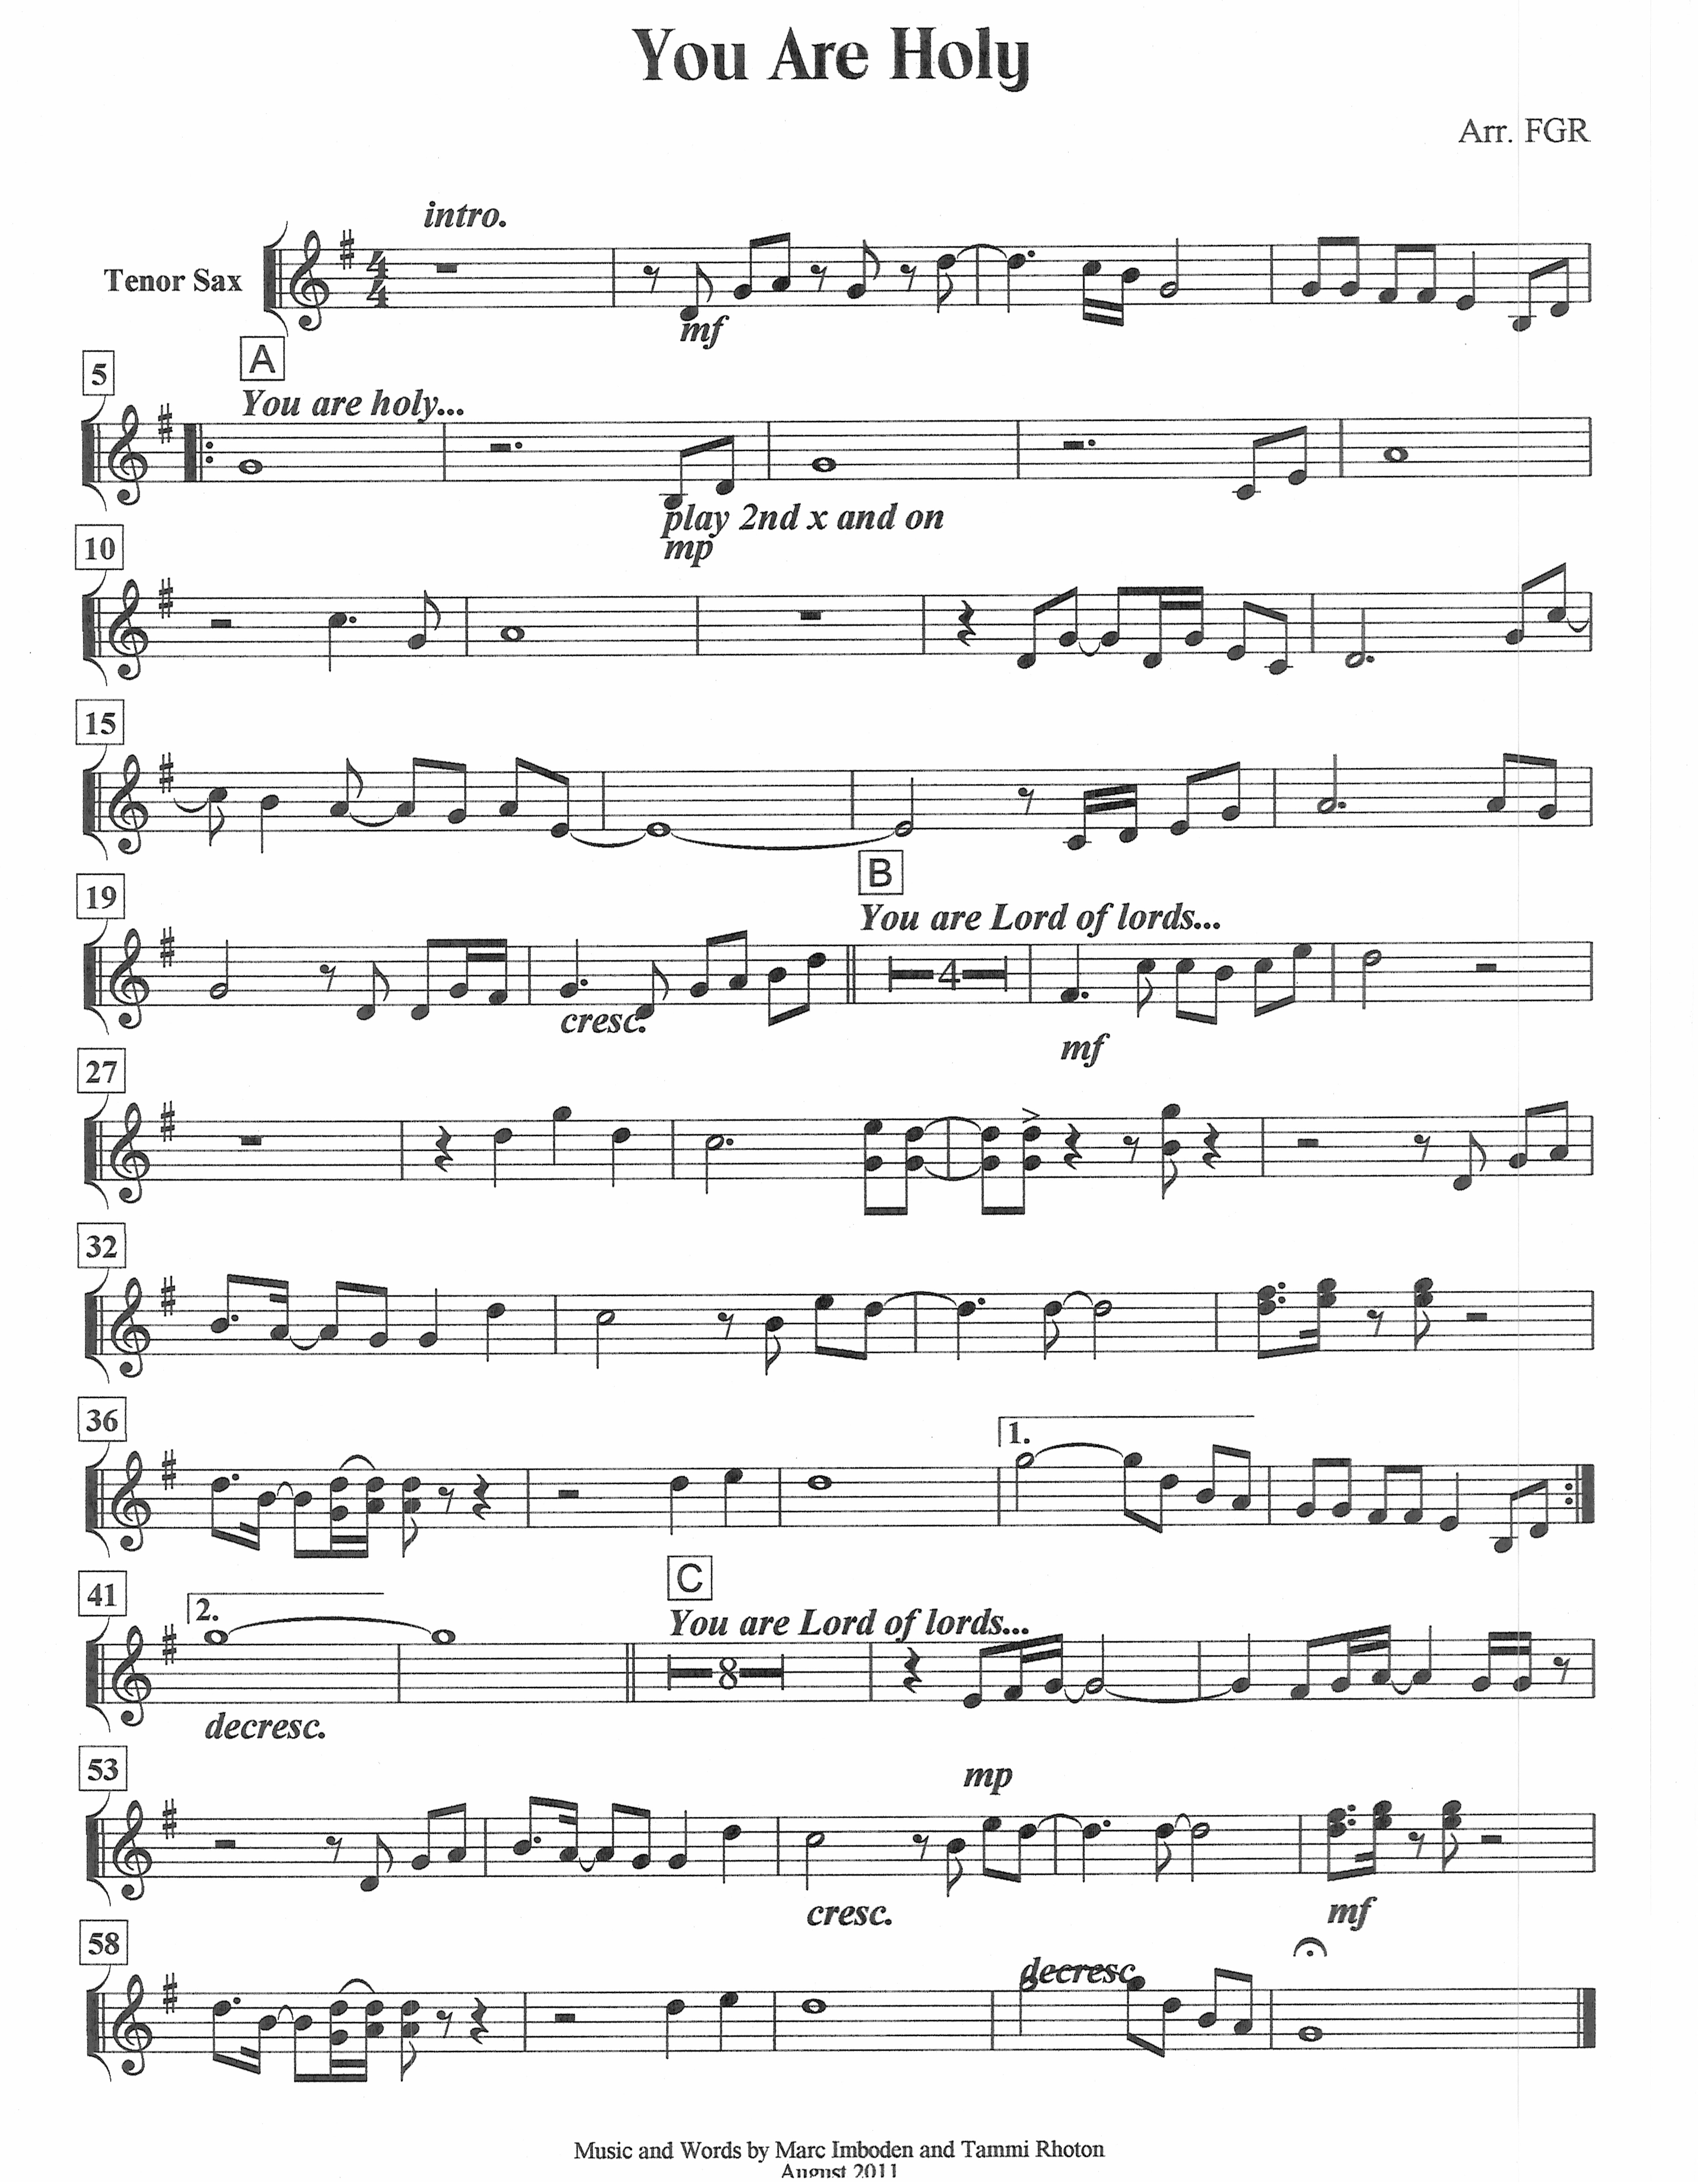 You Are Holy
Arr. FGR
intro.
Tenor Sax
4
4
mf
5
A
You are holy...
play 2nd x and on
mp
10
15
19
B
You are Lord of lords...
4
cresc.
mf
27
32
36
1.
41
2.
C
You are Lord of lords...
8
decresc.
53
mp
cresc.
mf
58
decresc.
Music and Words by Marc Imboden and Tammi Rhoton
August 2011